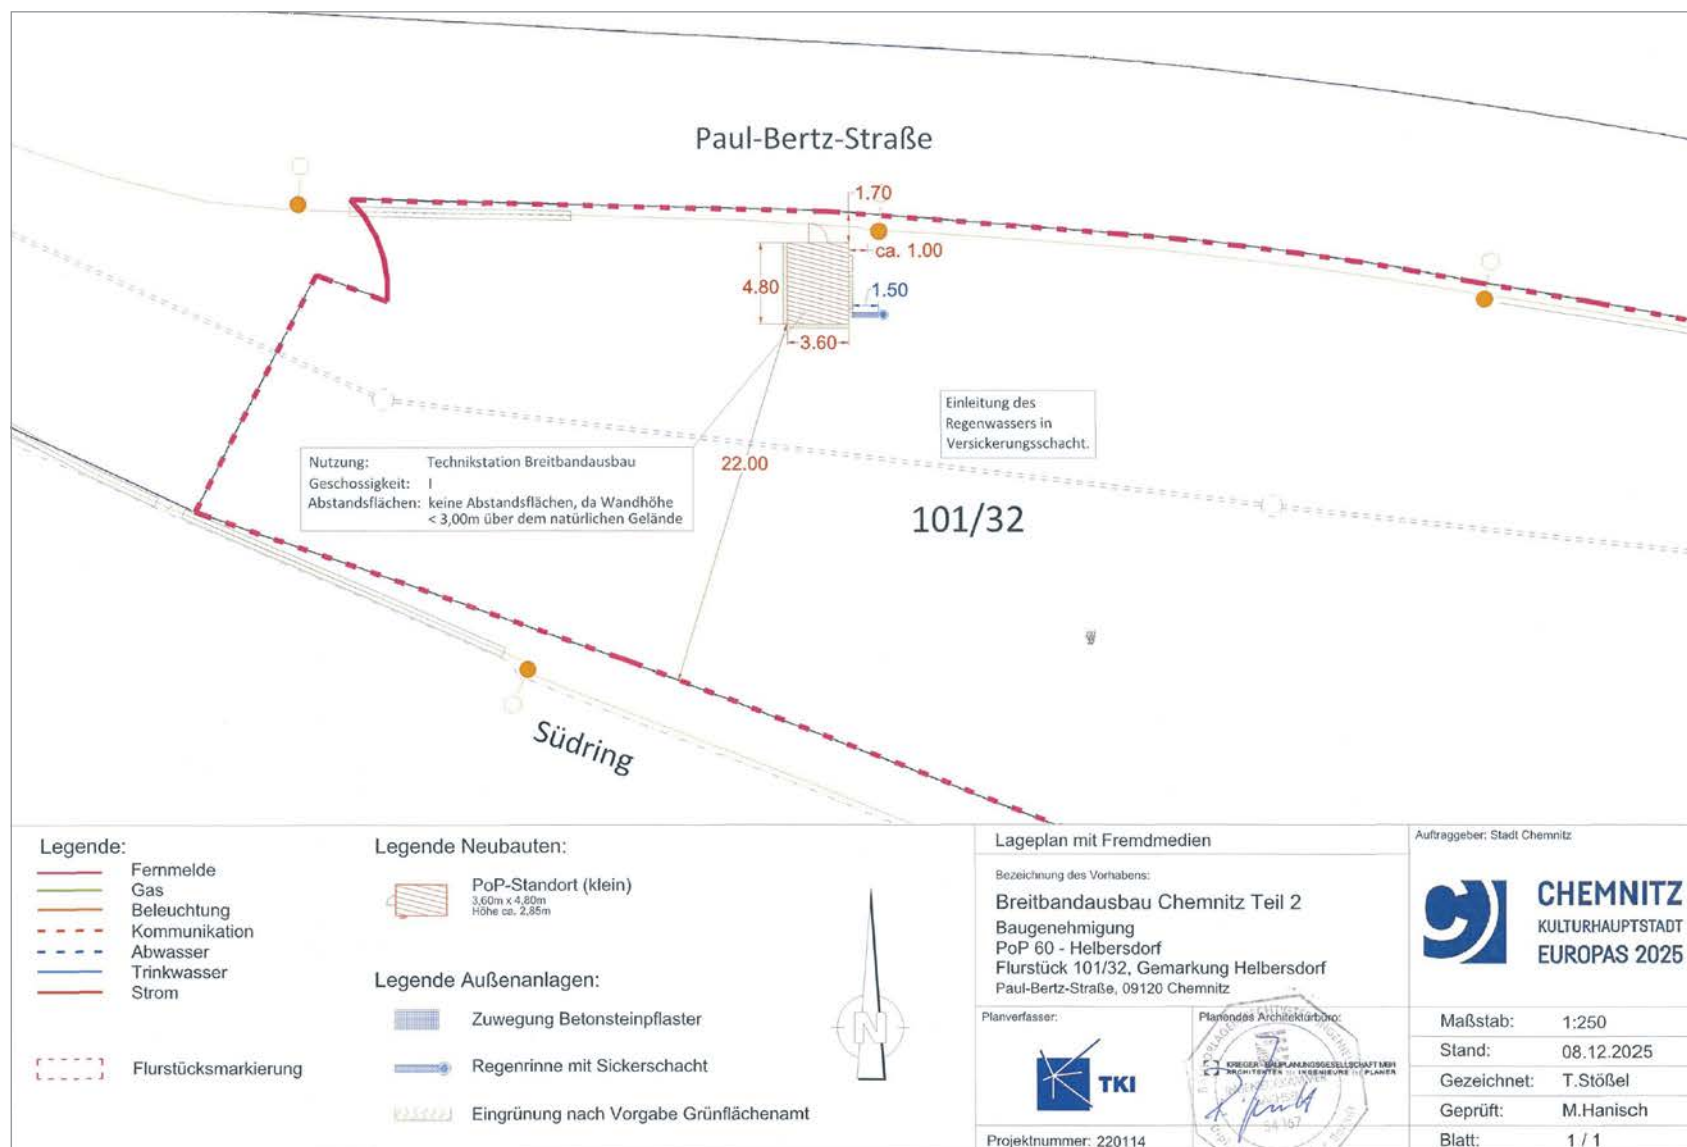 Paul-Bertz-Straße
1.70
ca. 1.00
4.80
1.50
3.60
Einleitung des
Regenwassers in
Versickerungsschacht.
Nutzung: Technikstation Breitbandausbau
Geschossigkeit: I
Abstandsflächen: keine Abstandsflächen, da Wandhöhe
< 3,00m über dem natürlichen Gelände
22.00
101/32
Südring
Legende:
Fernmelde
Gas
Beleuchtung
Kommunikation
Abwasser
Trinkwasser
Strom
Flurstücksmarkierung
Legende Neubauten:
PoP-Standort (klein)
3,60m x 4,80m
Höhe ca. 2,85m
Legende Außenanlagen:
Zuwegung Betonsteinpflaster
Regenrinne mit Sickerschacht
Eingrünung nach Vorgabe Grünflächenamt
N
Lageplan mit Fremdmedien
Bezeichnung des Vorhabens:
Breitbandausbau Chemnitz Teil 2
Baugenehmigung
PoP 60 - Helbersdorf
Flurstück 101/32, Gemarkung Helbersdorf
Paul-Bertz-Straße, 09120 Chemnitz
Planverfasser:
TKI
Projektnummer: 220114
Planendes Architekturbüro:
KRIEGER BAUPLANUNGSGESELLSCHAFT MBH
ARCHITEKTEN INGENIEURE PLANER
Auftraggeber: Stadt Chemnitz
CHEMNITZ
KULTURHAUPTSTADT
EUROPAS 2025
Maßstab: 1:250
Stand: 08.12.2025
Gezeichnet: T.Stößel
Geprüft: M.Hanisch
Blatt: 1 / 1